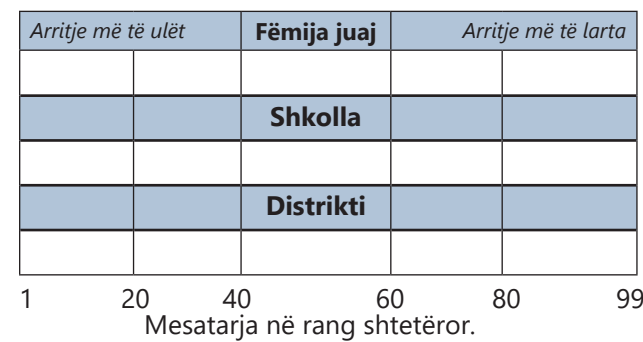 Arritje më të ulët Fëmija juaj Arritje më të larta
Shkolla
Distrikti
1 20 40 60 80 99
Mesatarja në rang shtetëror.